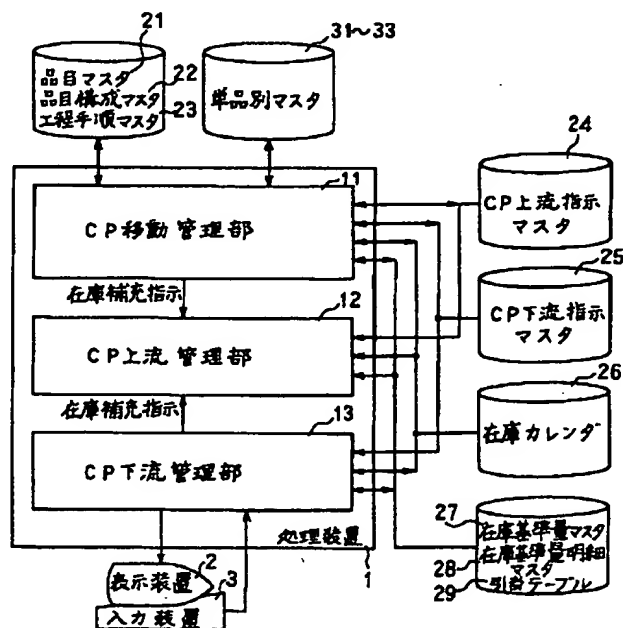 21
品目マスタ
22
品目構成マスタ
23
工程手順マスタ
31～33
単品別マスタ
11
CP移動管理部
在庫補充指示
12
CP上流管理部
在庫補充指示
13
CP下流管理部
処理装置
1
2
表示装置
3
入力装置
24
CP上流指示
マスタ
25
CP下流指示
マスタ
26
在庫カレンダ
27
在庫基準量マスタ
在庫基準量明細
28
マスタ
29
引当テーブル